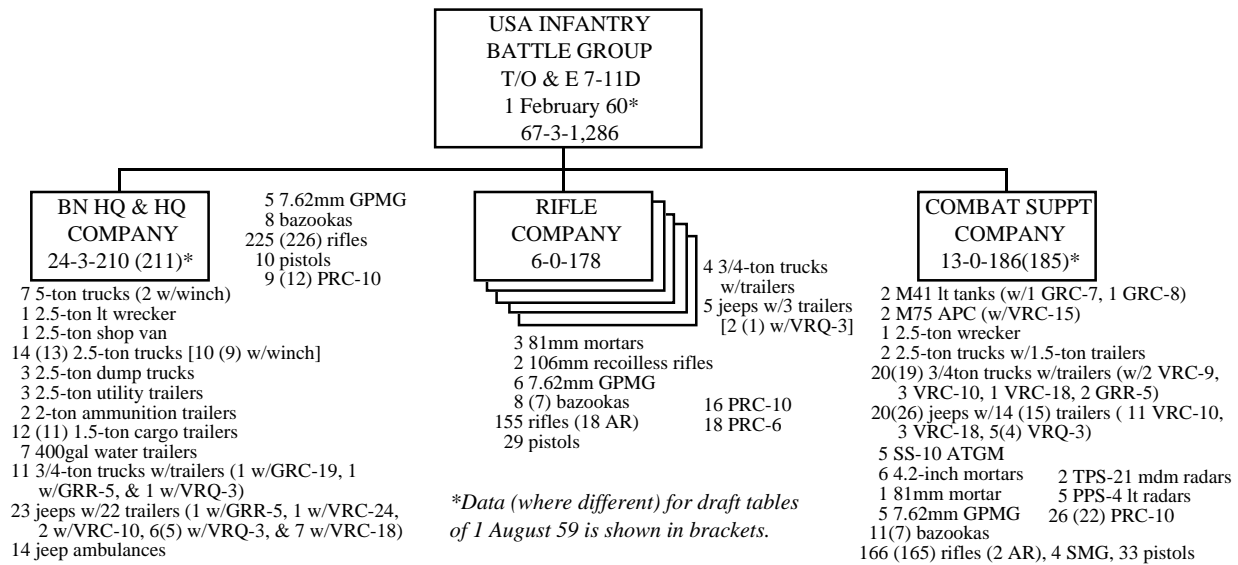 USA INFANTRY
BATTLE GROUP
T/O & E 7-11D
1 February 60*
67-3-1,286
BN HQ & HQ
COMPANY
24-3-210 (211)*
5 7.62mm GPMG
8 bazookas
225 (226) rifles
10 pistols
9 (12) PRC-10
7 5-ton trucks (2 w/winch)
1 2.5-ton lt wrecker
1 2.5-ton shop van
14 (13) 2.5-ton trucks [10 (9) w/winch]
3 2.5-ton dump trucks
3 2.5-ton utility trailers
2 2-ton ammunition trailers
12 (11) 1.5-ton cargo trailers
7 400gal water trailers
11 3/4-ton trucks w/trailers (1 w/GRC-19, 1
w/GRR-5, & 1 w/VRQ-3)
23 jeeps w/22 trailers (1 w/GRR-5, 1 w/VRC-24,
2 w/VRC-10, 6(5) w/VRQ-3, & 7 w/VRC-18)
14 jeep ambulances
RIFLE
COMPANY
6-0-178
4 3/4-ton trucks
w/trailers
5 jeeps w/3 trailers
[2 (1) w/VRQ-3]
3 81mm mortars
2 106mm recoilless rifles
6 7.62mm GPMG
8 (7) bazookas
155 rifles (18 AR)
29 pistols
16 PRC-10
18 PRC-6
*Data (where different) for draft tables
of 1 August 59 is shown in brackets.
COMBAT SUPPT
COMPANY
13-0-186(185)*
2 M41 lt tanks (w/1 GRC-7, 1 GRC-8)
2 M75 APC (w/VRC-15)
1 2.5-ton wrecker
2 2.5-ton trucks w/1.5-ton trailers
20(19) 3/4ton trucks w/trailers (w/2 VRC-9,
3 VRC-10, 1 VRC-18, 2 GRR-5)
20(26) jeeps w/14 (15) trailers ( 11 VRC-10,
3 VRC-18, 5(4) VRQ-3)
5 SS-10 ATGM
6 4.2-inch mortars
1 81mm mortar
5 7.62mm GPMG
11(7) bazookas
2 TPS-21 mdm radars
5 PPS-4 lt radars
26 (22) PRC-10
166 (165) rifles (2 AR), 4 SMG, 33 pistols